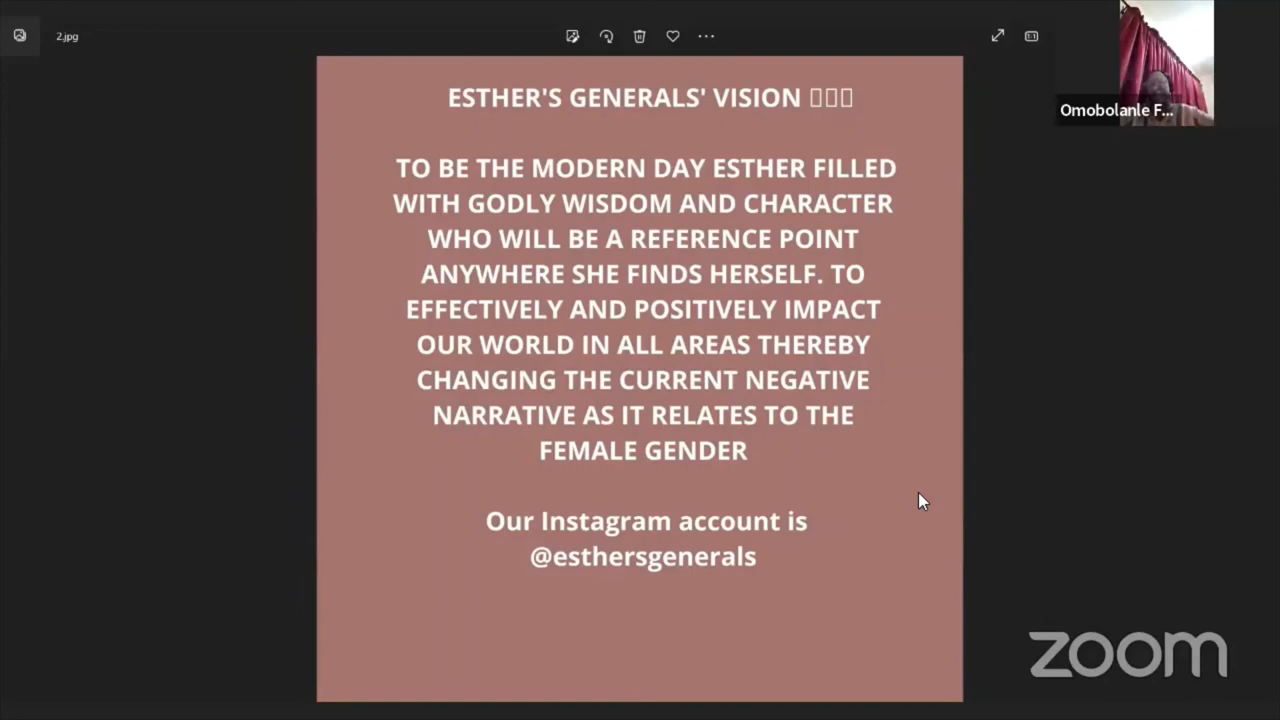 2.jpg
Omobolanle F...
ESTHER'S GENERALS' VISION
TO BE THE MODERN DAY ESTHER FILLED
WITH GODLY WISDOM AND CHARACTER
WHO WILL BE A REFERENCE POINT
ANYWHERE SHE FINDS HERSELF. TO
EFFECTIVELY AND POSITIVELY IMPACT
OUR WORLD IN ALL AREAS THEREBY
CHANGING THE CURRENT NEGATIVE
NARRATIVE AS IT RELATES TO THE
FEMALE GENDER
Our Instagram account is
@esthersgenerals
zoom